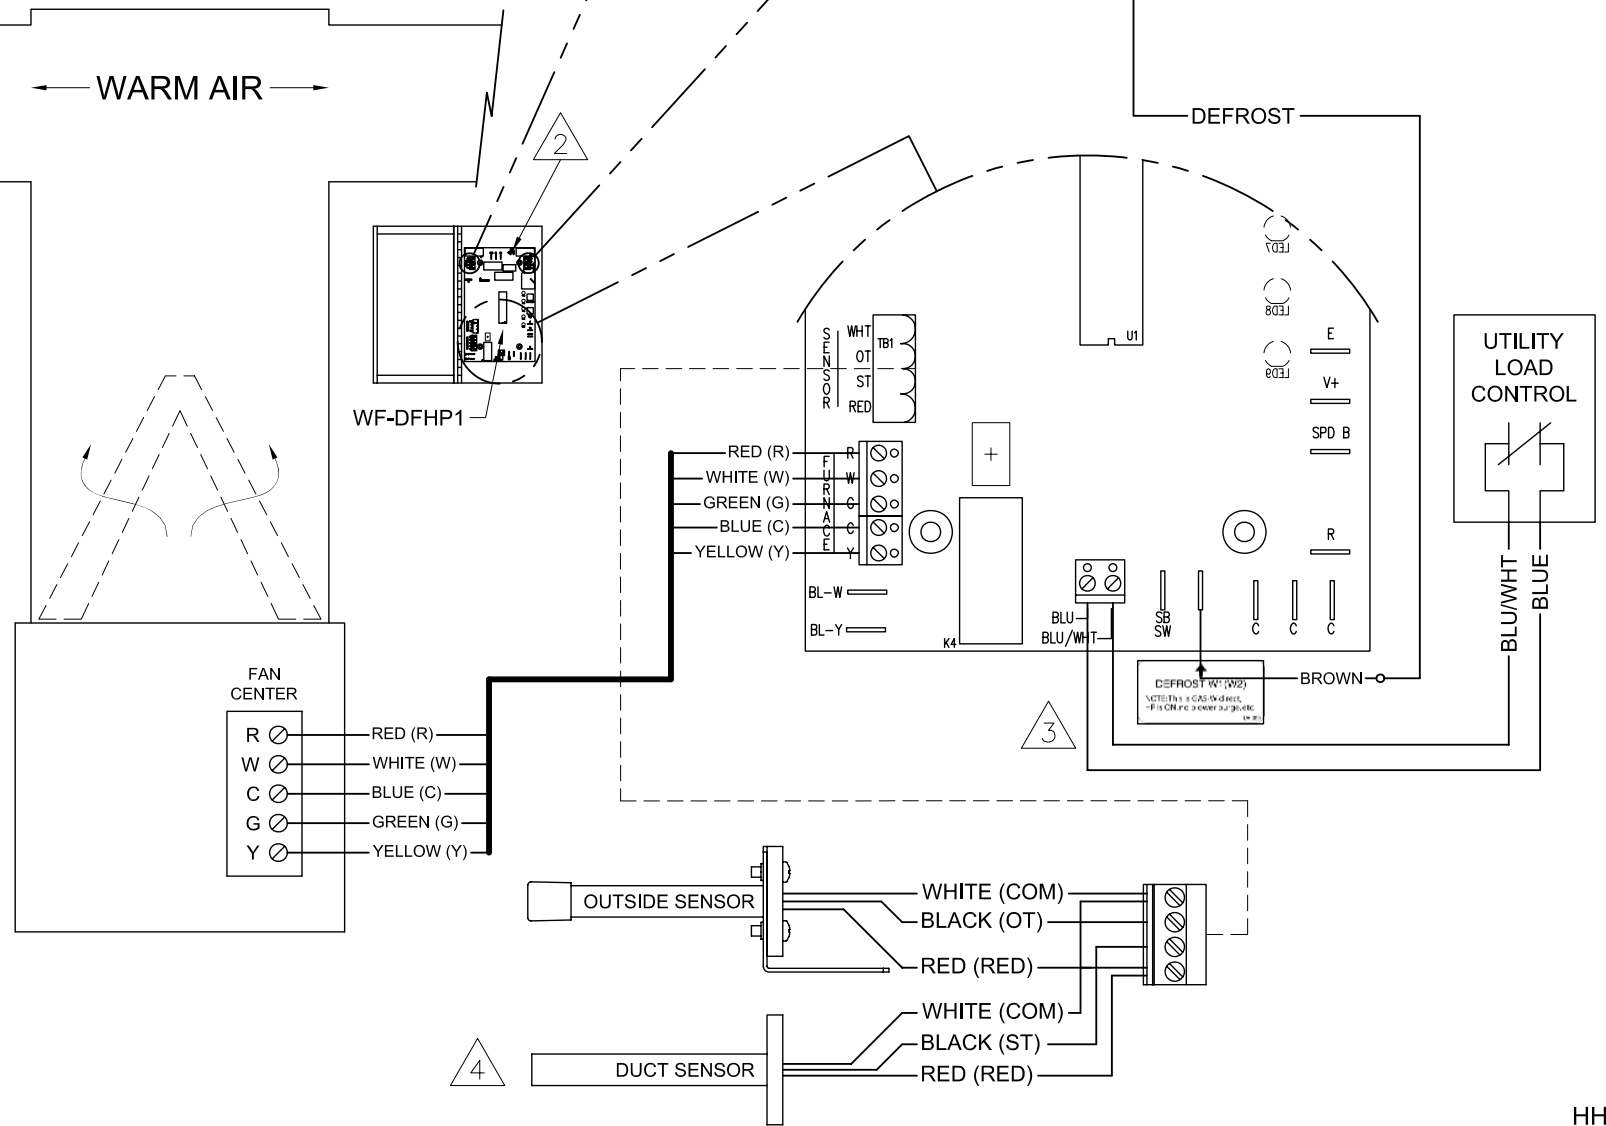 WARM AIR
DEFROST
2
WF-DFHP1
SENSOR
WHT
OT
ST
RED
TB1
U1
LED7
LED8
LED9
E
V+
SPD B
R
UTILITY
LOAD
CONTROL
BLU/WHT
BLUE
RED (R)
WHITE (W)
GREEN (G)
BLUE (C)
YELLOW (Y)
FURNACE
R
W
G
C
Y
BL-W
BL-Y
K4
BLU
BLU/WHT
SB
SW
C
C
C
DEFROST W1 (W2)
BROWN
3
FAN
CENTER
R
W
C
G
Y
RED (R)
WHITE (W)
BLUE (C)
GREEN (G)
YELLOW (Y)
OUTSIDE SENSOR
WHITE (COM)
BLACK (OT)
RED (RED)
4
DUCT SENSOR
WHITE (COM)
BLACK (ST)
RED (RED)
HH